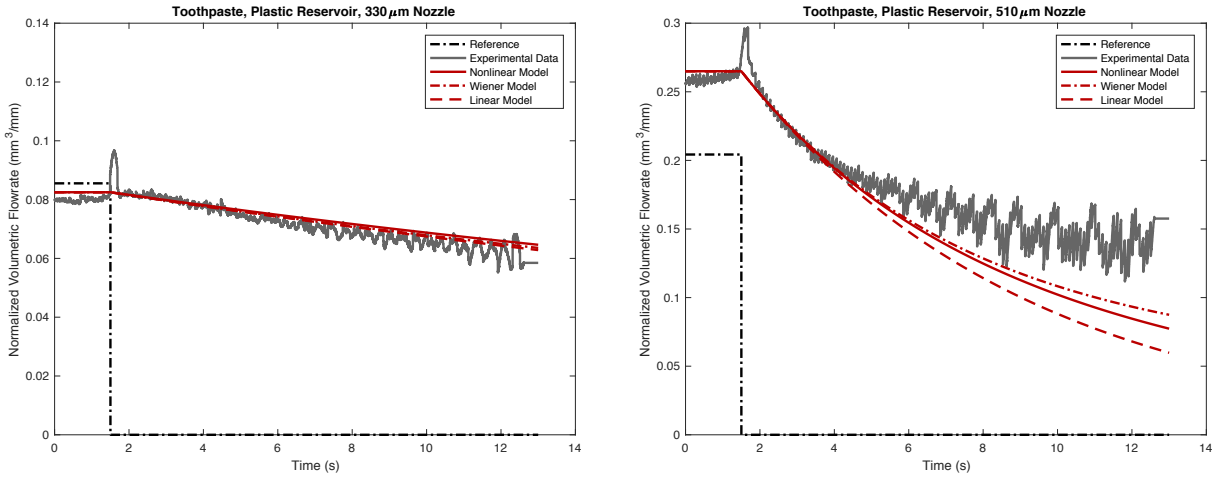 Toothpaste, Plastic Reservoir, 330μm Nozzle
Normalized Volumetric Flowrate (mm³/mm)
0.14
0.12
0.1
0.08
0.06
0.04
0.02
0
0 2 4 6 8 10 12 14
Time (s)
Reference
Experimental Data
Nonlinear Model
Wiener Model
Linear Model
Toothpaste, Plastic Reservoir, 510μm Nozzle
Normalized Volumetric Flowrate (mm³/mm)
0.3
0.25
0.2
0.15
0.1
0.05
0
0 2 4 6 8 10 12 14
Time (s)
Reference
Experimental Data
Nonlinear Model
Wiener Model
Linear Model